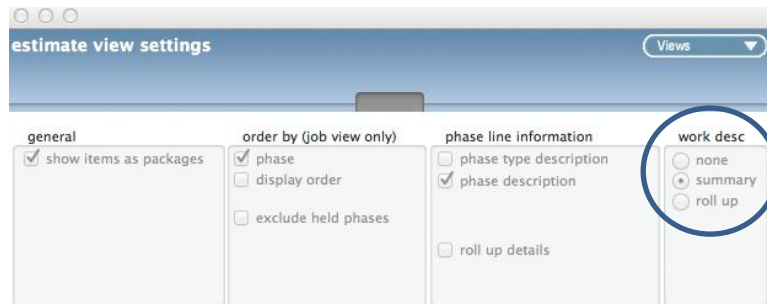 estimate view settings
Views
general
show items as packages
order by (job view only)
phase
display order
exclude held phases
phase line information
phase type description
phase description
roll up details
work desc
none
summary
roll up